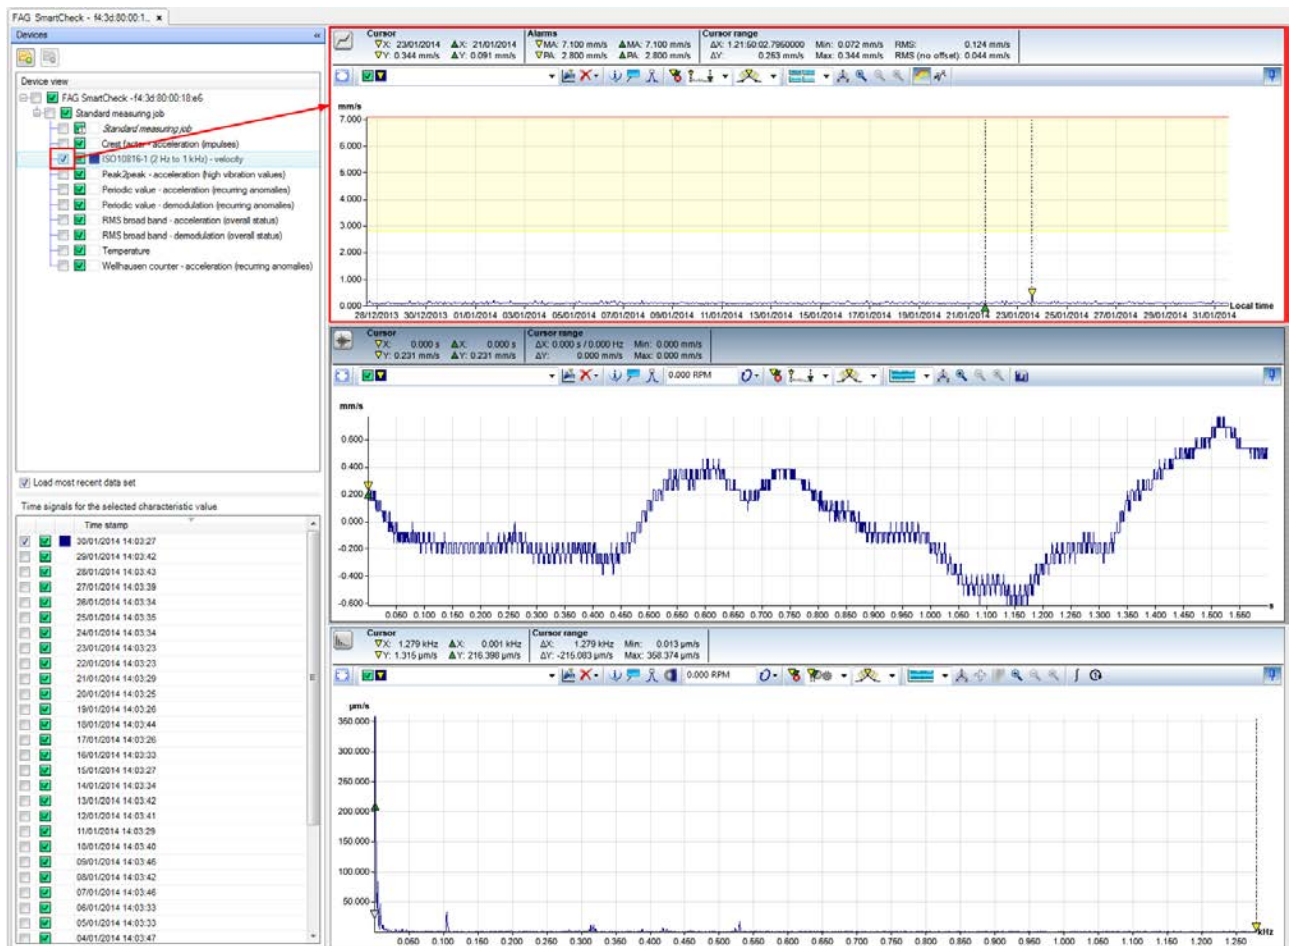 FAG SmartCheck - f4:3d:80:00:1... x
Devices
Device view
FAG SmartCheck -f4:3d:80:00:18:e6
Standard measuring job
Standard measuring job
Crest factor - acceleration (impulses)
ISO10816-1 (2 Hz to 1 kHz) - velocity
Peak2peak - acceleration (high vibration values)
Periodic value - acceleration (recurring anomalies)
Periodic value - demodulation (recurring anomalies)
RMS broad band - acceleration (overall status)
RMS broad band - demodulation (overall status)
Temperature
Wellhausen counter - acceleration (recurring anomalies)
Load most recent data set
Time signals for the selected characteristic value
Time stamp
30/01/2014 14:03:27
29/01/2014 14:03:42
28/01/2014 14:03:43
27/01/2014 14:03:39
26/01/2014 14:03:34
25/01/2014 14:03:35
24/01/2014 14:03:34
23/01/2014 14:03:23
22/01/2014 14:03:23
21/01/2014 14:03:29
20/01/2014 14:03:25
19/01/2014 14:03:26
18/01/2014 14:03:44
17/01/2014 14:03:26
16/01/2014 14:03:33
15/01/2014 14:03:27
14/01/2014 14:03:34
13/01/2014 14:03:42
12/01/2014 14:03:41
11/01/2014 14:03:29
10/01/2014 14:03:40
09/01/2014 14:03:46
08/01/2014 14:03:42
07/01/2014 14:03:46
06/01/2014 14:03:33
05/01/2014 14:03:33
04/01/2014 14:03:47
Cursor Alarms Cursor range
X: 23/01/2014 X: 21/01/2014 MA: 7.100 mm/s MA: 7.100 mm/s ΔX: 1.21:50:02.7950000 Min: 0.072 mm/s RMS: 0.124 mm/s
Y: 0.344 mm/s Y: 0.091 mm/s PA: 2.800 mm/s PA: 2.800 mm/s ΔY: 0.253 mm/s Max: 0.344 mm/s RMS (no offset): 0.044 mm/s
mm/s
7.000
6.000
5.000
4.000
3.000
2.000
1.000
0.000
28/12/2013 30/12/2013 01/01/2014 03/01/2014 05/01/2014 07/01/2014 09/01/2014 11/01/2014 13/01/2014 15/01/2014 17/01/2014 19/01/2014 21/01/2014 23/01/2014 25/01/2014 27/01/2014 29/01/2014 31/01/2014 Local time
Cursor Cursor range
X: 0.000 s X: 0.000 s ΔX: 0.000 s / 0.000 Hz Min: 0.000 mm/s
Y: 0.231 mm/s Y: 0.231 mm/s ΔY: 0.000 mm/s Max: 0.000 mm/s
0.000 RPM
mm/s
0.600
0.400
0.200
0.000
-0.200
-0.400
-0.600
0.050 0.100 0.150 0.200 0.250 0.300 0.350 0.400 0.450 0.500 0.550 0.600 0.650 0.700 0.750 0.800 0.850 0.900 0.950 1.000 1.050 1.100 1.150 1.200 1.250 1.300 1.350 1.400 1.450 1.500 1.550 s
Cursor Cursor range
X: 1.279 kHz X: 0.001 kHz ΔX: 1.279 kHz Min: 0.013 µm/s
Y: 1.315 µm/s Y: 216.398 µm/s ΔY: -215.083 µm/s Max: 358.374 µm/s
0.000 RPM
µm/s
350.000
300.000
250.000
200.000
150.000
100.000
50.000
0.050 0.100 0.150 0.200 0.250 0.300 0.350 0.400 0.450 0.500 0.550 0.600 0.650 0.700 0.750 0.800 0.850 0.900 0.950 1.000 1.050 1.100 1.150 1.200 1.250 kHz